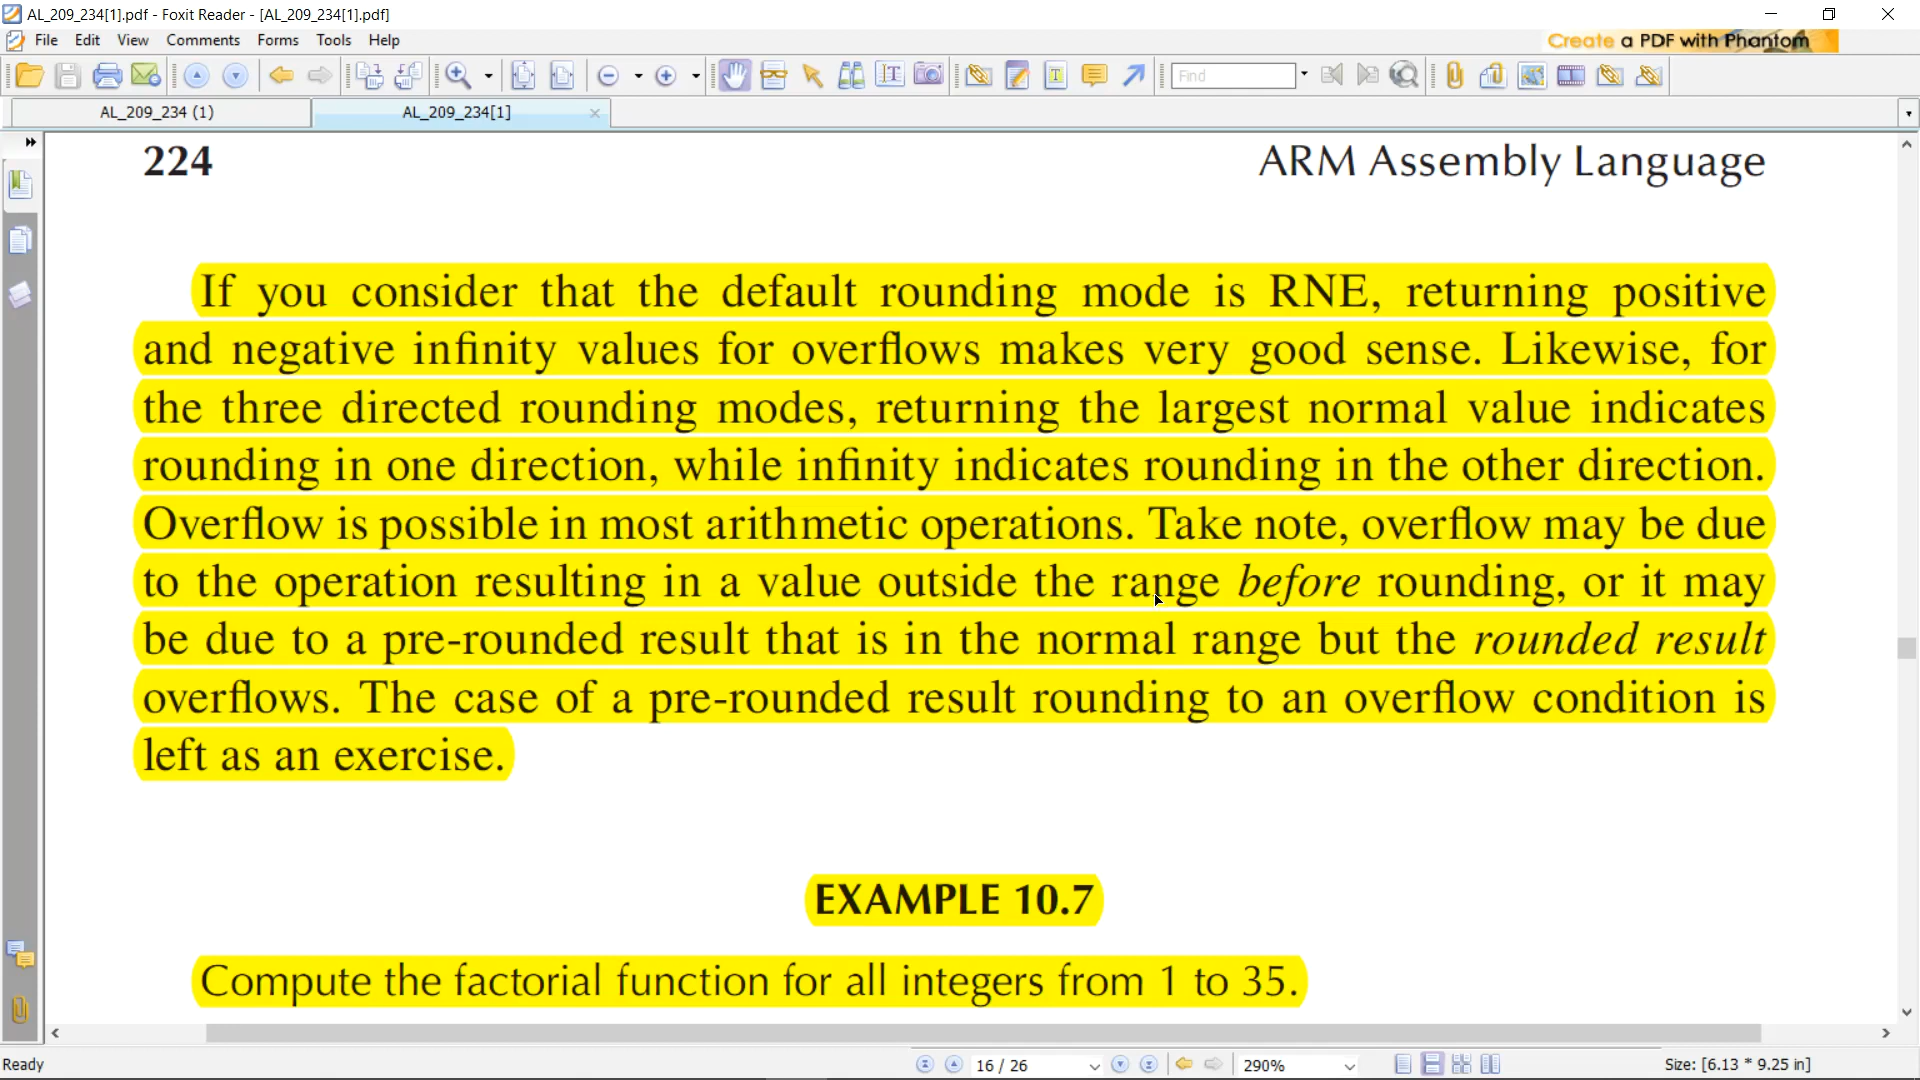 AL_209_234[1].pdf - Foxit Reader - [AL_209_234[1].pdf]
File Edit View Comments Forms Tools Help
Create a PDF with Phantom
Find
AL_209_234 (1)
AL_209_234[1]
224
ARM Assembly Language
If you consider that the default rounding mode is RNE, returning positive
and negative infinity values for overflows makes very good sense. Likewise, for
the three directed rounding modes, returning the largest normal value indicates
rounding in one direction, while infinity indicates rounding in the other direction.
Overflow is possible in most arithmetic operations. Take note, overflow may be due
to the operation resulting in a value outside the range before rounding, or it may
be due to a pre-rounded result that is in the normal range but the rounded result
overflows. The case of a pre-rounded result rounding to an overflow condition is
left as an exercise.
EXAMPLE 10.7
Compute the factorial function for all integers from 1 to 35.
Ready
16 / 26
290%
Size: [6.13 * 9.25 in]